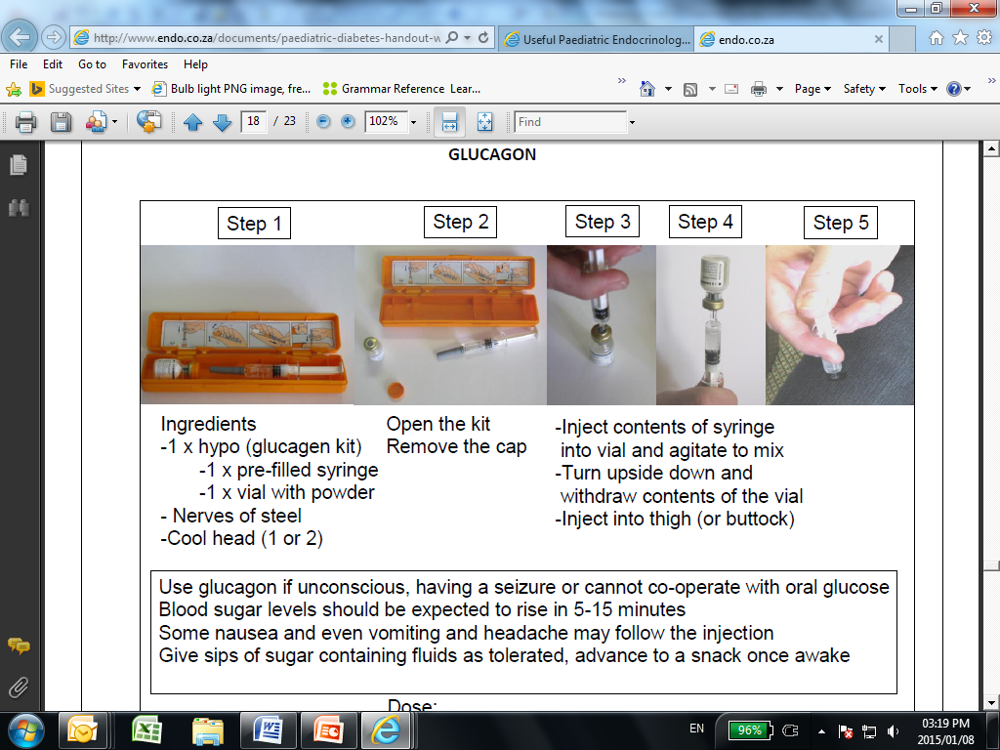 http://www.endo.co.za/documents/paediatric-diabetes-handout-w
Useful Paediatric Endocrinolog...
endo.co.za
File Edit Go to Favorites Help
Suggested Sites Bulb light PNG image, fre... Grammar Reference Lear... Page Safety Tools
18 / 23 102% Find
GLUCAGON
Step 1 Step 2 Step 3 Step 4 Step 5
Ingredients
-1 x hypo (glucagen kit)
-1 x pre-filled syringe
-1 x vial with powder
- Nerves of steel
-Cool head (1 or 2)
Open the kit
Remove the cap
-Inject contents of syringe
into vial and agitate to mix
-Turn upside down and
withdraw contents of the vial
-Inject into thigh (or buttock)
Use glucagon if unconscious, having a seizure or cannot co-operate with oral glucose
Blood sugar levels should be expected to rise in 5-15 minutes
Some nausea and even vomiting and headache may follow the injection
Give sips of sugar containing fluids as tolerated, advance to a snack once awake
Dose:
EN 96% 03:19 PM
2015/01/08